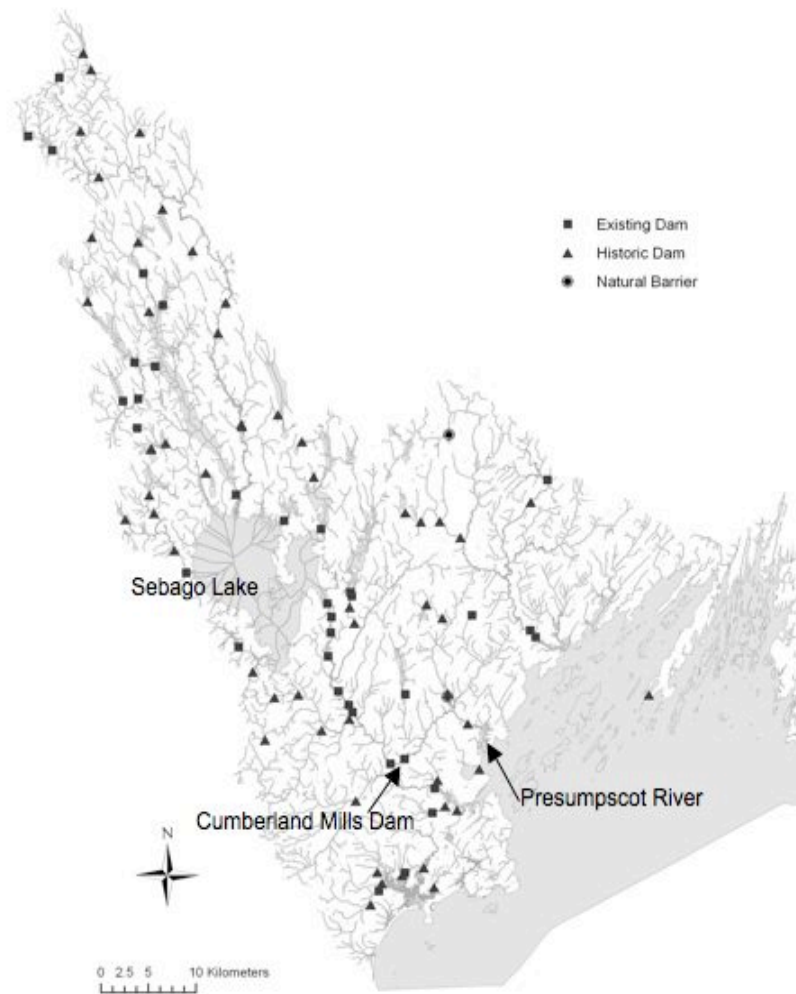 Existing Dam
Historic Dam
Natural Barrier
Sebago Lake
Presumpscot River
Cumberland Mills Dam
N
0 2.5 5 10 Kilometers